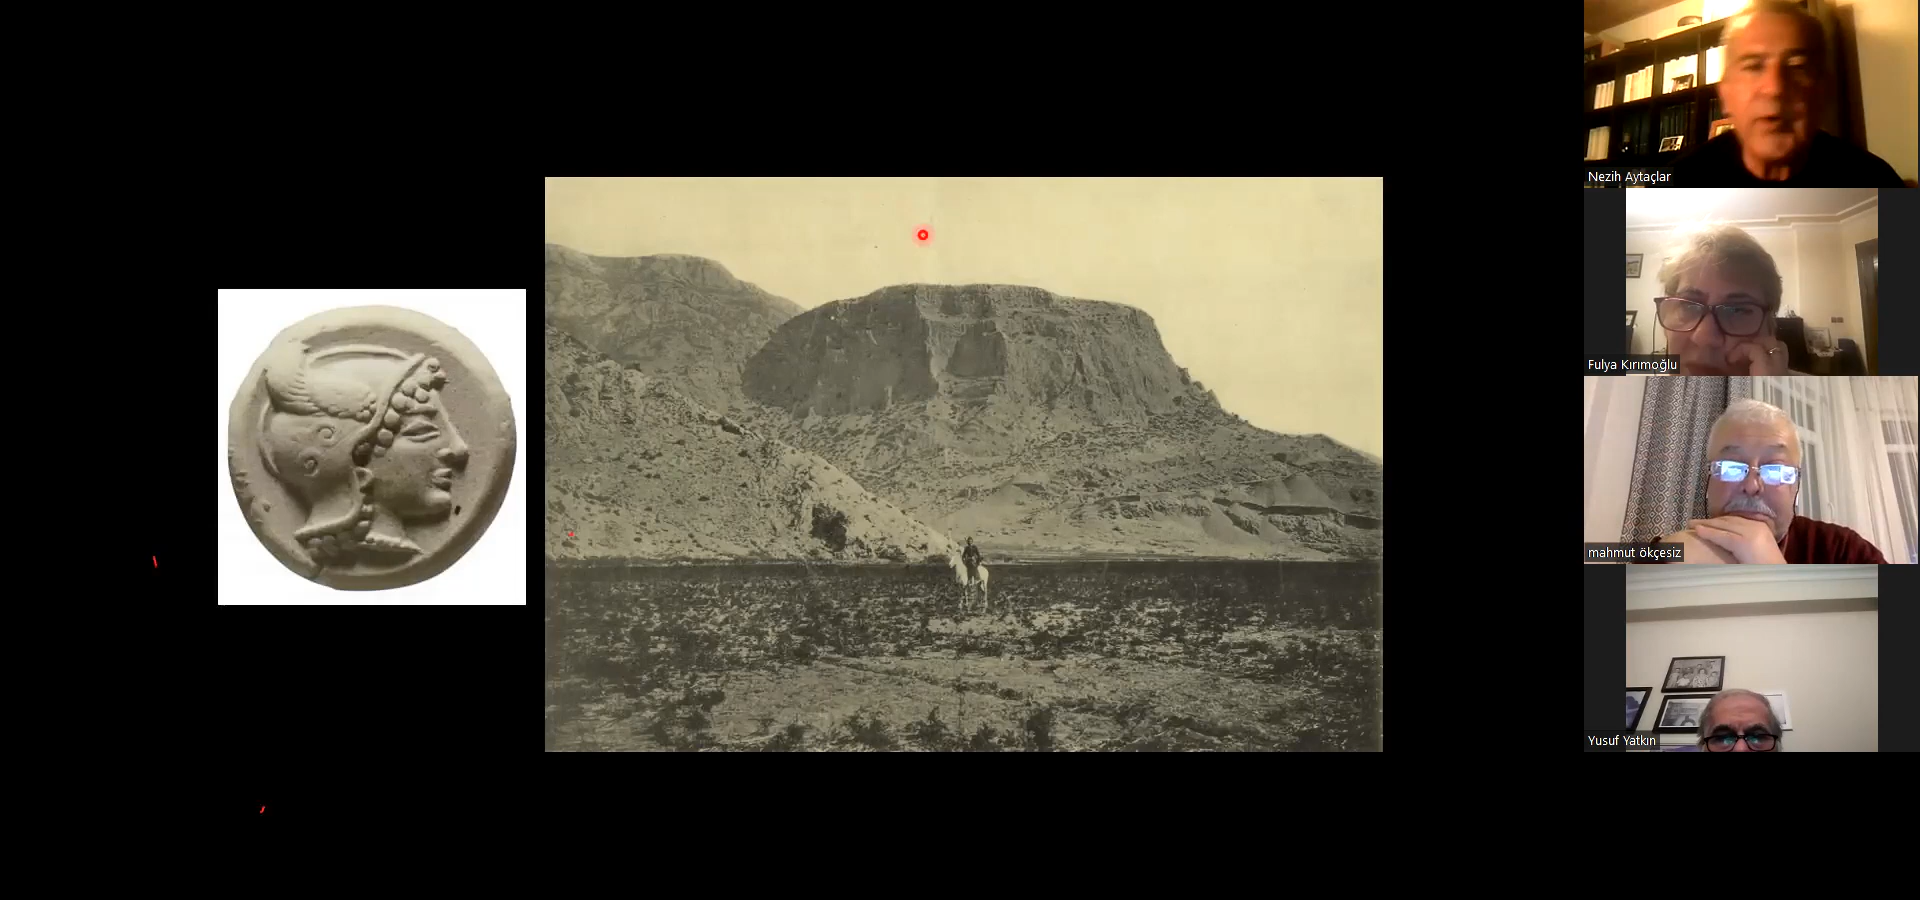 Nezih Aytaçlar
Fulya Kırımoğlu
mahmut ökçesiz
Yusuf Yatkın